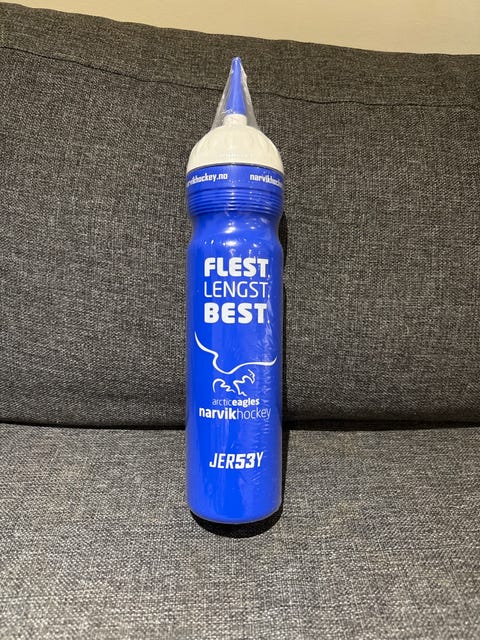 narvikhockey.no narvikhockey
FLEST.
LENGST.
BEST.
arcticeagles
narvikhockey
JER53Y